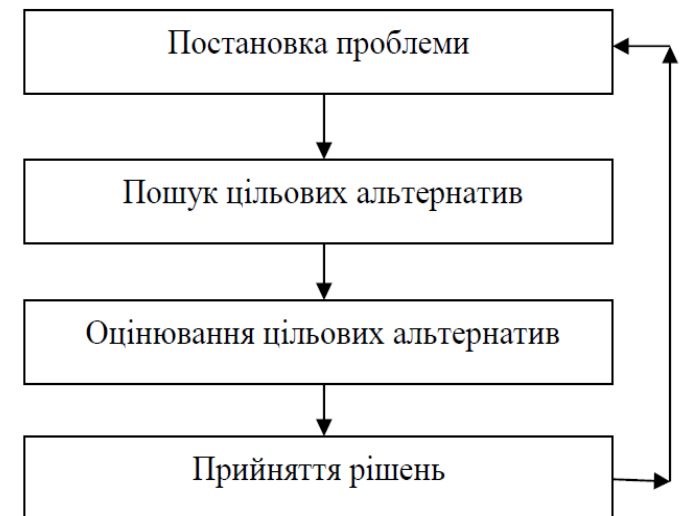 Постановка проблеми
Пошук цільових альтернатив
Оцінювання цільових альтернатив
Прийняття рішень